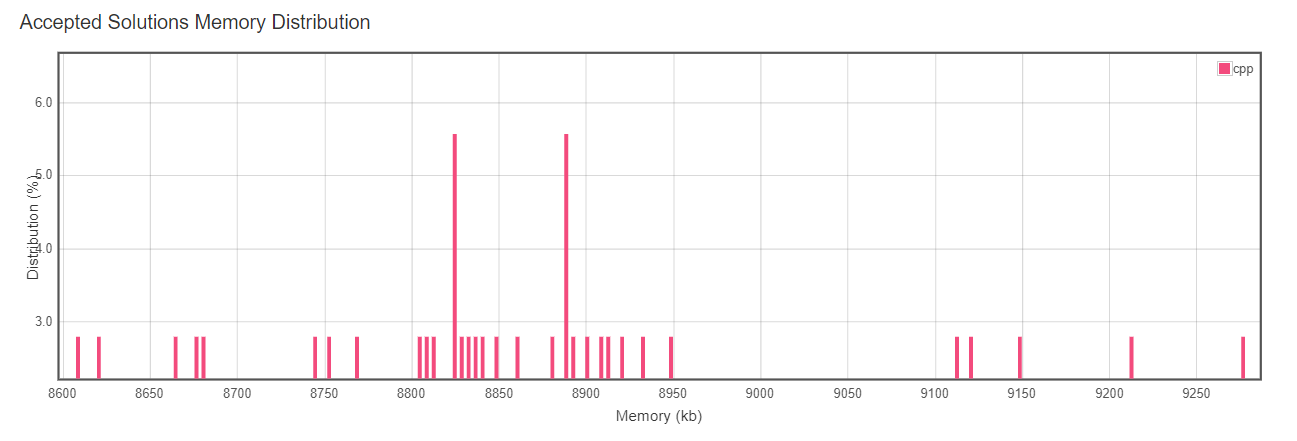 Accepted Solutions Memory Distribution
cpp
6.0
5.0
4.0
3.0
Distribution (%)
8600 8650 8700 8750 8800 8850 8900 8950 9000 9050 9100 9150 9200 9250
Memory (kb)